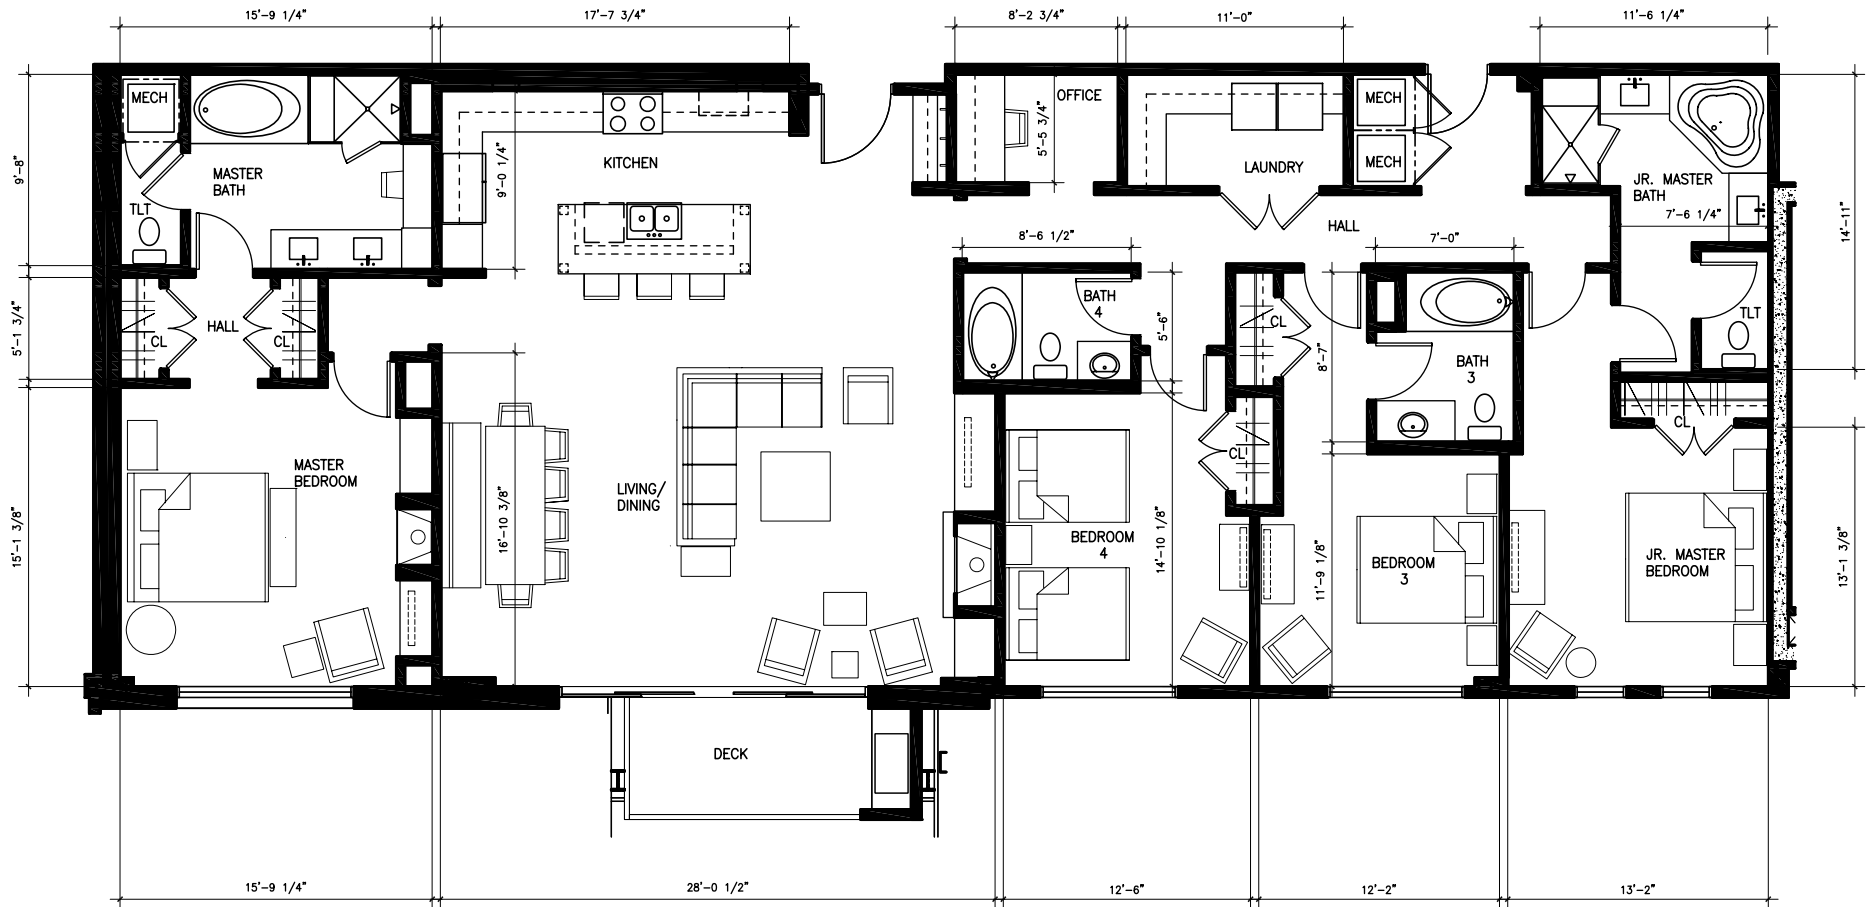 15'-9 1/4"
17'-7 3/4"
8'-2 3/4"
11'-0"
11'-6 1/4"
MECH
OFFICE
MECH
9'-8"
9'-0 1/4"
5'-5 3/4"
KITCHEN
MECH
LAUNDRY
MASTER
BATH
JR. MASTER
BATH
TLT
7'-6 1/4"
HALL
8'-6 1/2"
7'-0"
14'-11"
5'-1 3/4"
HALL
BATH
4
TLT
CL
CL
CL
5'-6"
8'-7"
BATH
3
CL
CL
MASTER
BEDROOM
LIVING/
DINING
16'-10 3/8"
15'-1 3/8"
BEDROOM
4
14'-10 1/8"
11'-9 1/8"
BEDROOM
3
JR. MASTER
BEDROOM
13'-1 3/8"
DECK
15'-9 1/4"
28'-0 1/2"
12'-6"
12'-2"
13'-2"